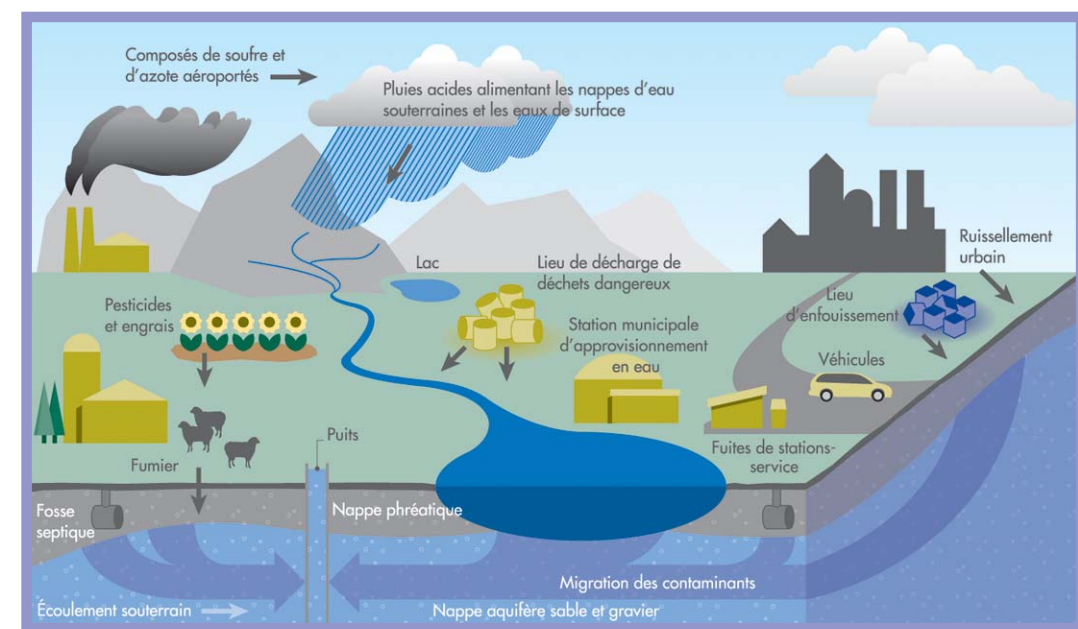 Composés de soufre et
d'azote aéroportés
Pluies acides alimentant les nappes d'eau
souterraines et les eaux de surface
Ruissellement
urbain
Lac
Lieu de décharge de
déchets dangereux
Lieu
d'enfouissement
Pesticides
et engrais
Station municipale
d'approvisionnement
en eau
Véhicules
Puits
Fumier
Fuites de stations-
service
Fosse
septique
Nappe phréatique
Migration des contaminants
Écoulement souterrain
Nappe aquifère sable et gravier